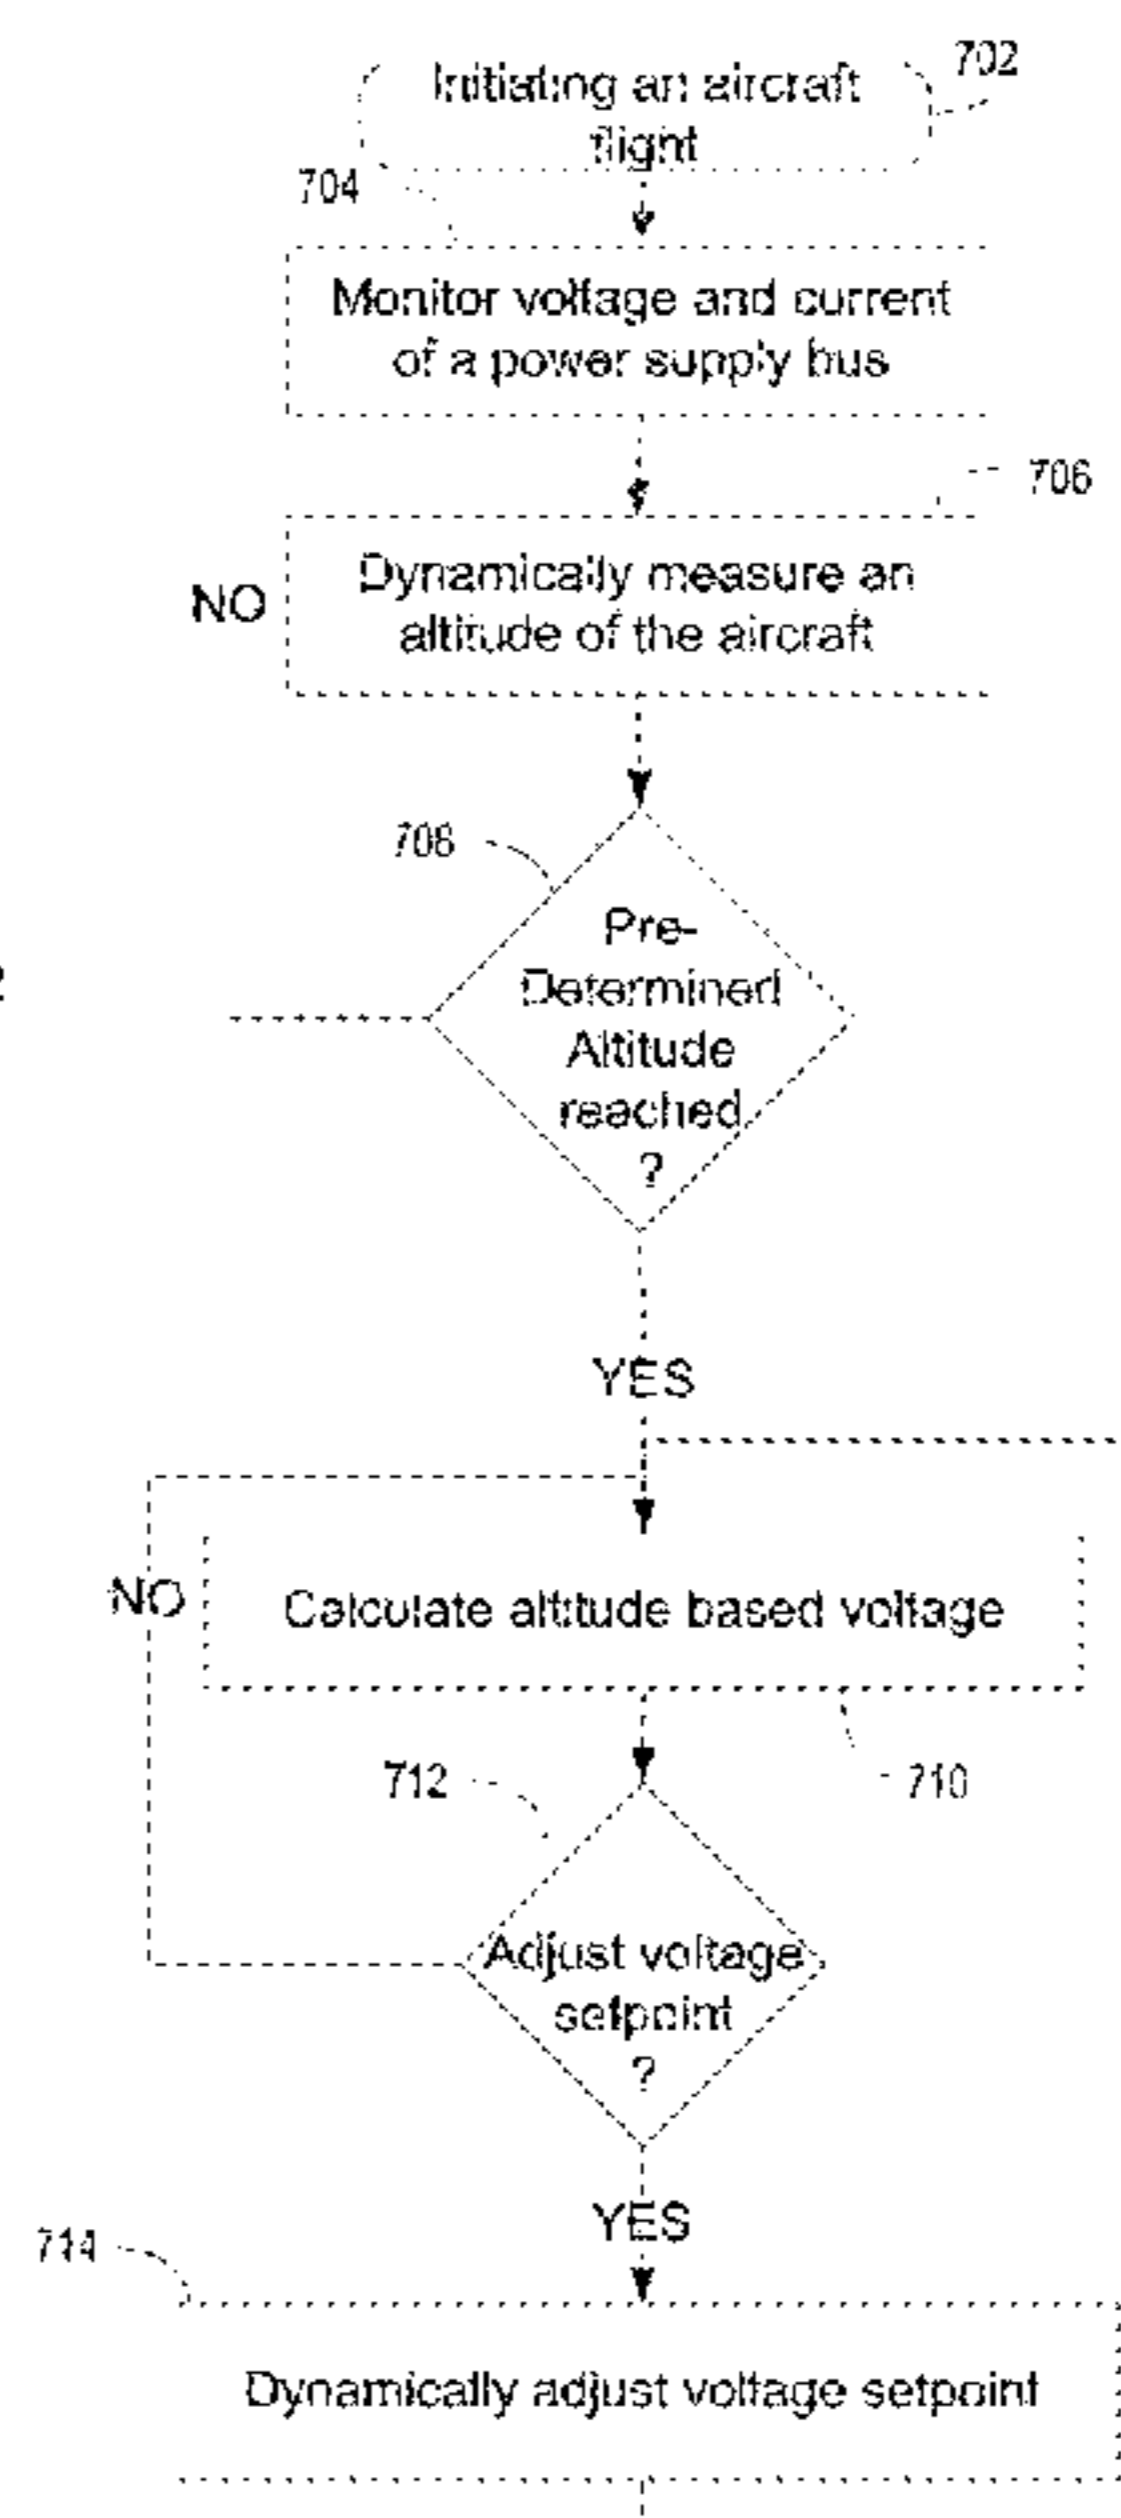 702
Initiating an aircraft
flight
704
Monitor voltage and current
of a power supply bus
706
NO
Dynamically measure an
altitude of the aircraft
708
Pre-
Determined
Altitude
reached
?
YES
NO
Calculate altitude based voltage
712
710
Adjust voltage
setpoint
?
YES
714
Dynamically adjust voltage setpoint